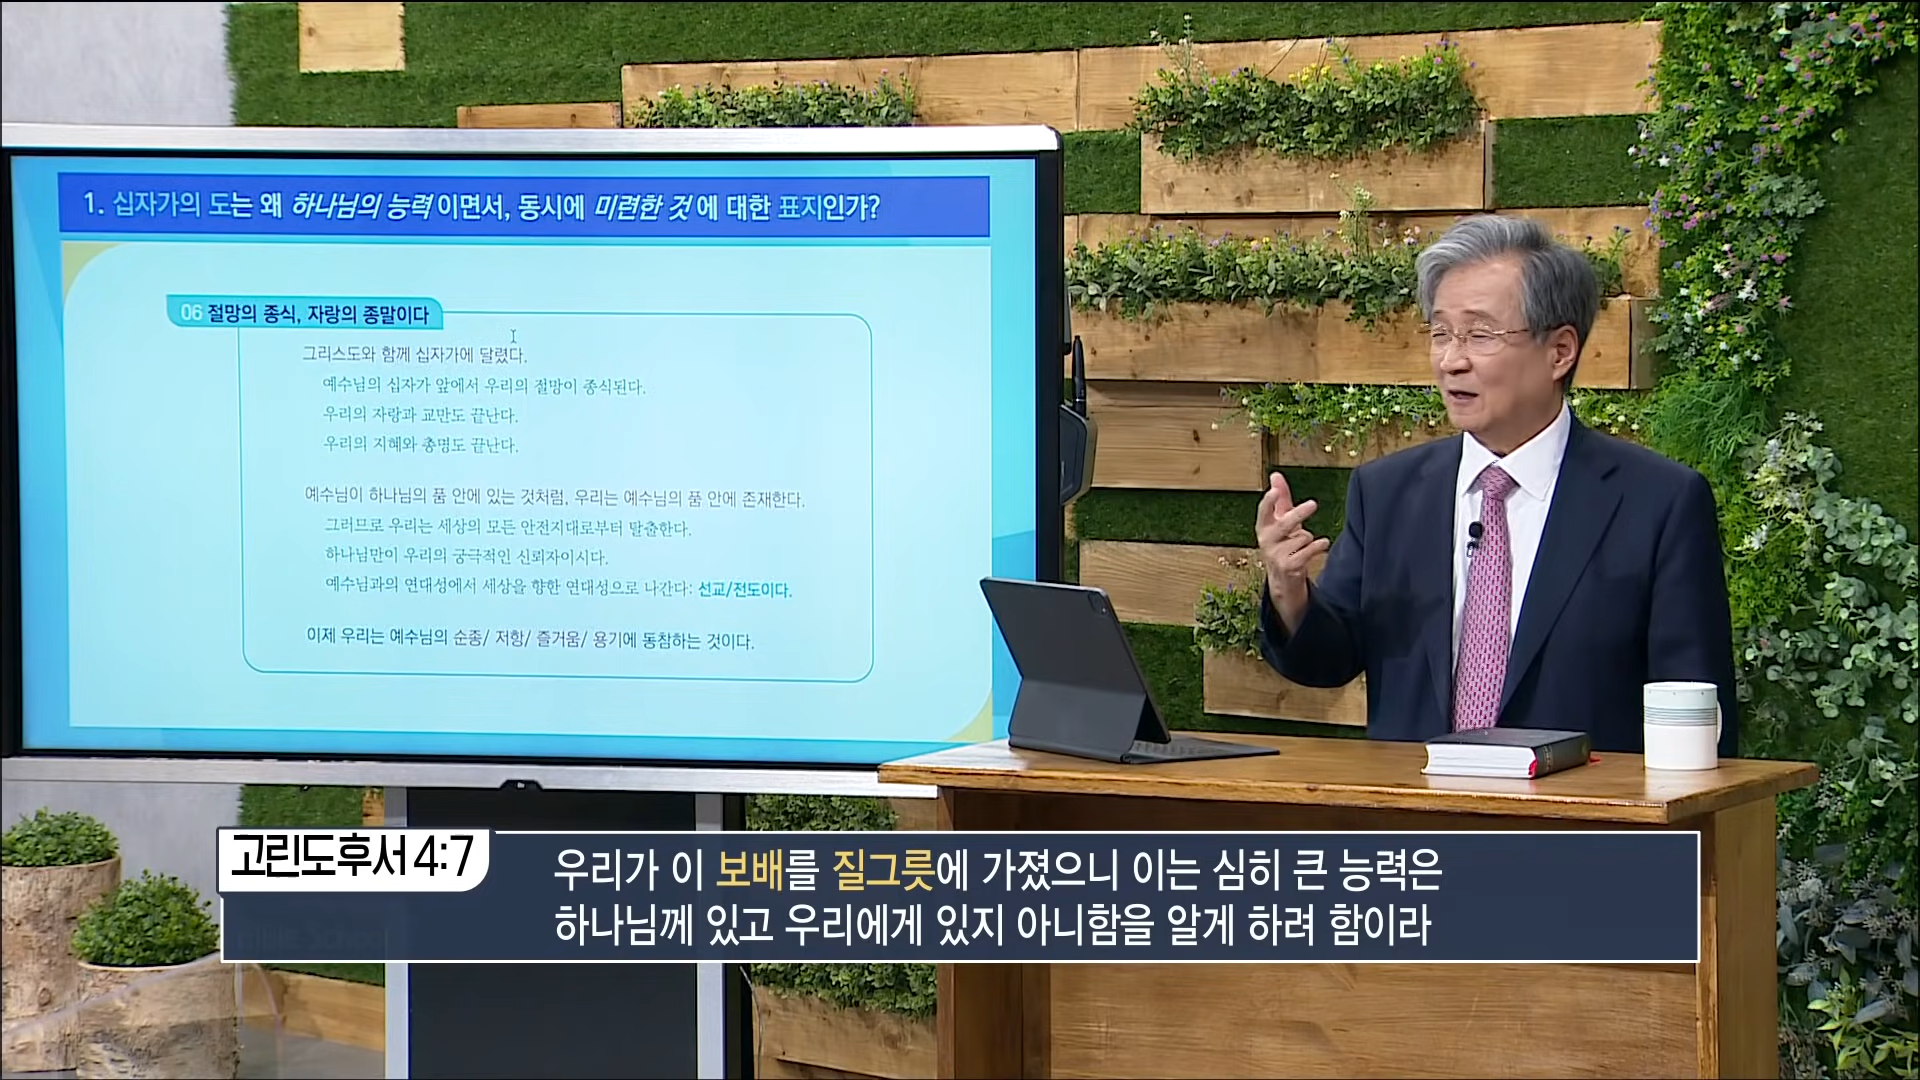 1. 십자가의 도는 왜 하나님의 능력이면서, 동시에 미련한 것에 대한 표지인가?
06 절망의 종식, 자랑의 종말이다
그리스도와 함께 십자가에 달렸다.
예수님의 십자가 앞에서 우리의 절망이 종식된다.
우리의 자랑과 교만도 끝난다.
우리의 지혜와 총명도 끝난다.
예수님이 하나님의 품 안에 있는 것처럼, 우리는 예수님의 품 안에 존재한다.
그러므로 우리는 세상의 모든 안전지대로부터 탈출한다.
하나님만이 우리의 궁극적인 신뢰자이시다.
예수님과의 연대성에서 세상을 향한 연대성으로 나간다: 선교/전도이다.
이제 우리는 예수님의 순종/ 저항/ 즐거움/ 용기에 동참하는 것이다.
고린도후서 4:7
우리가 이 보배를 질그릇에 가졌으니 이는 심히 큰 능력은
하나님께 있고 우리에게 있지 아니함을 알게 하려 함이라